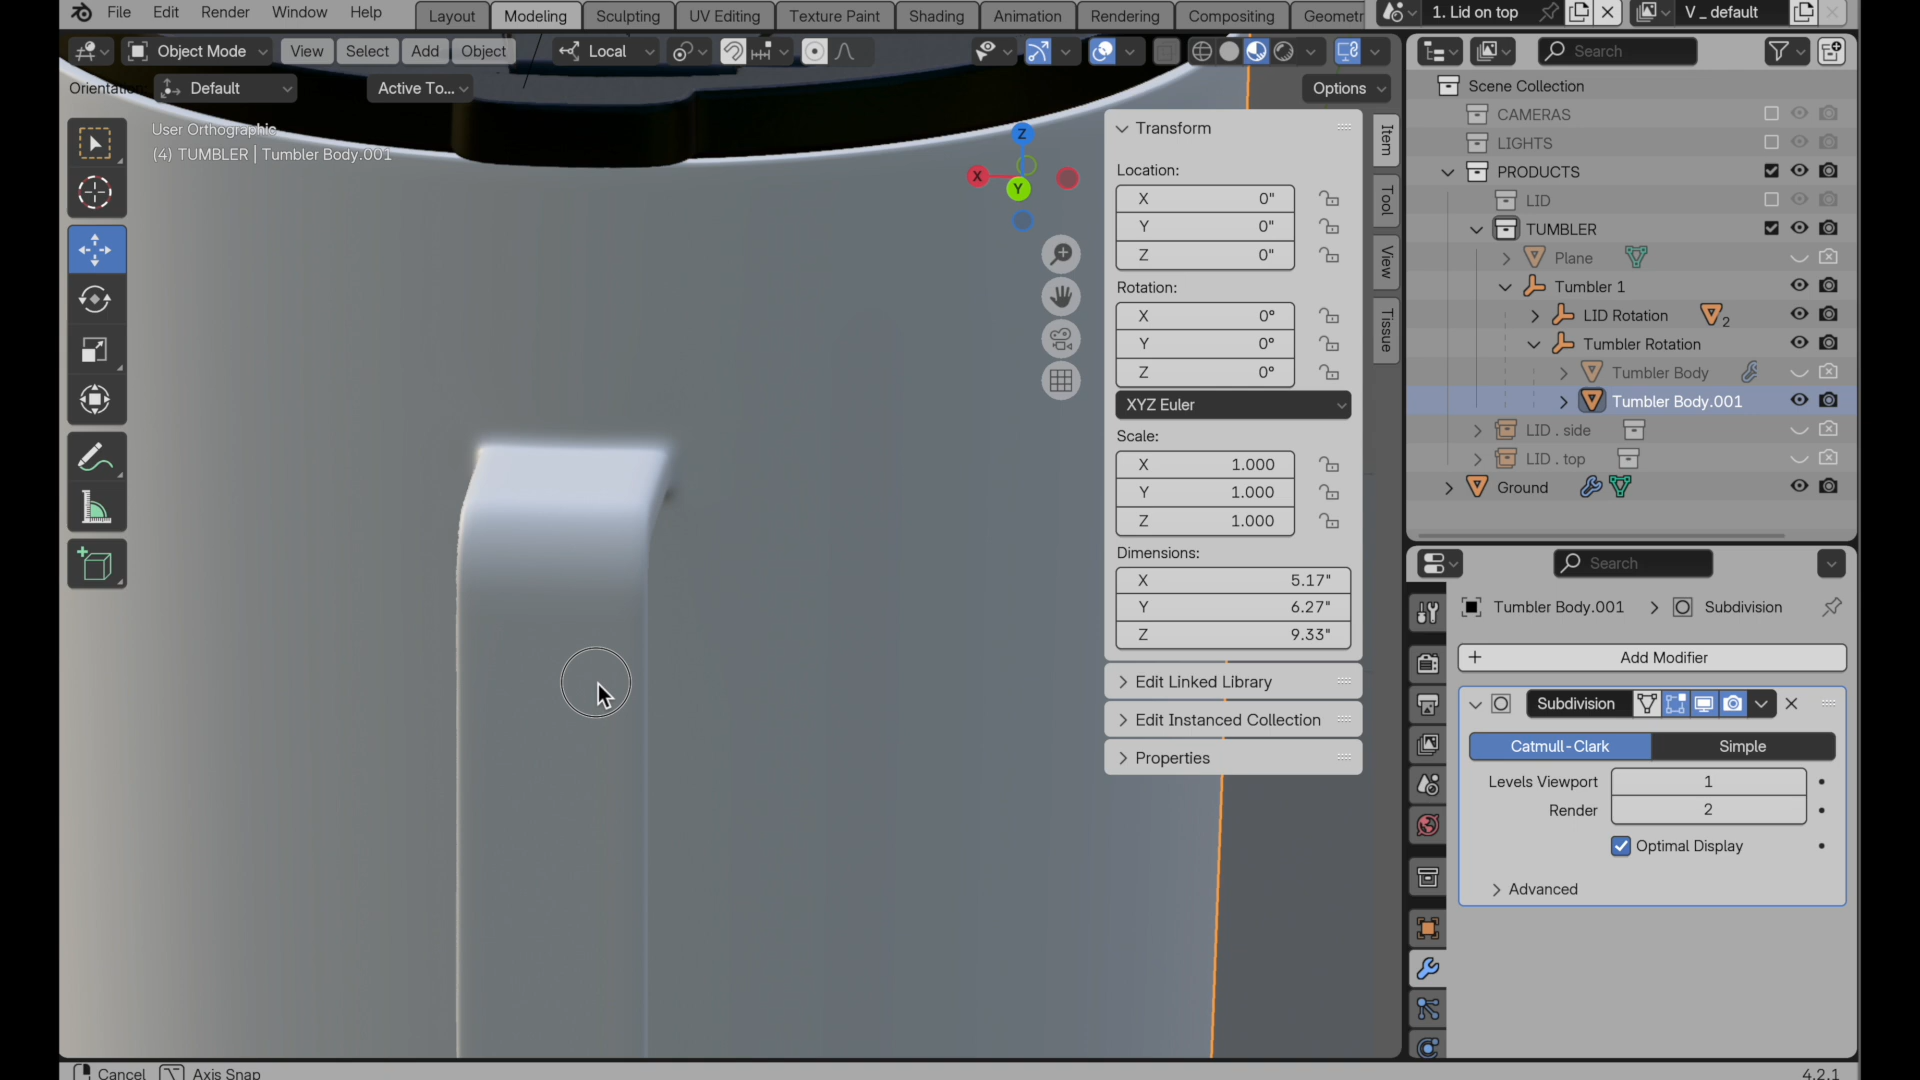 File Edit Render Window Help Layout Modeling Sculpting UV Editing Texture Paint Shading Animation Rendering Compositing Geometr 1. Lid on top V _ default
Object Mode View Select Add Object Local Search
Orientatio Default Active To... Options
User Orthographic
(4) TUMBLER | Tumbler Body.001
Z
X
Y
Transform
Location:
X 0"
Y 0"
Z 0"
Rotation:
X 0°
Y 0°
Z 0°
XYZ Euler
Scale:
X 1.000
Y 1.000
Z 1.000
Dimensions:
X 5.17"
Y 6.27"
Z 9.33"
Edit Linked Library
Edit Instanced Collection
Properties
Item
Tool
View
Tissue
Scene Collection
CAMERAS
LIGHTS
PRODUCTS
LID
TUMBLER
Plane
Tumbler 1
LID Rotation 2
Tumbler Rotation
Tumbler Body
Tumbler Body.001
LID . side
LID . top
Ground
Search
Tumbler Body.001 Subdivision
Add Modifier
Subdivision
Catmull-Clark Simple
Levels Viewport 1
Render 2
Optimal Display
Advanced
Cancel Axis Snap 4.2.1